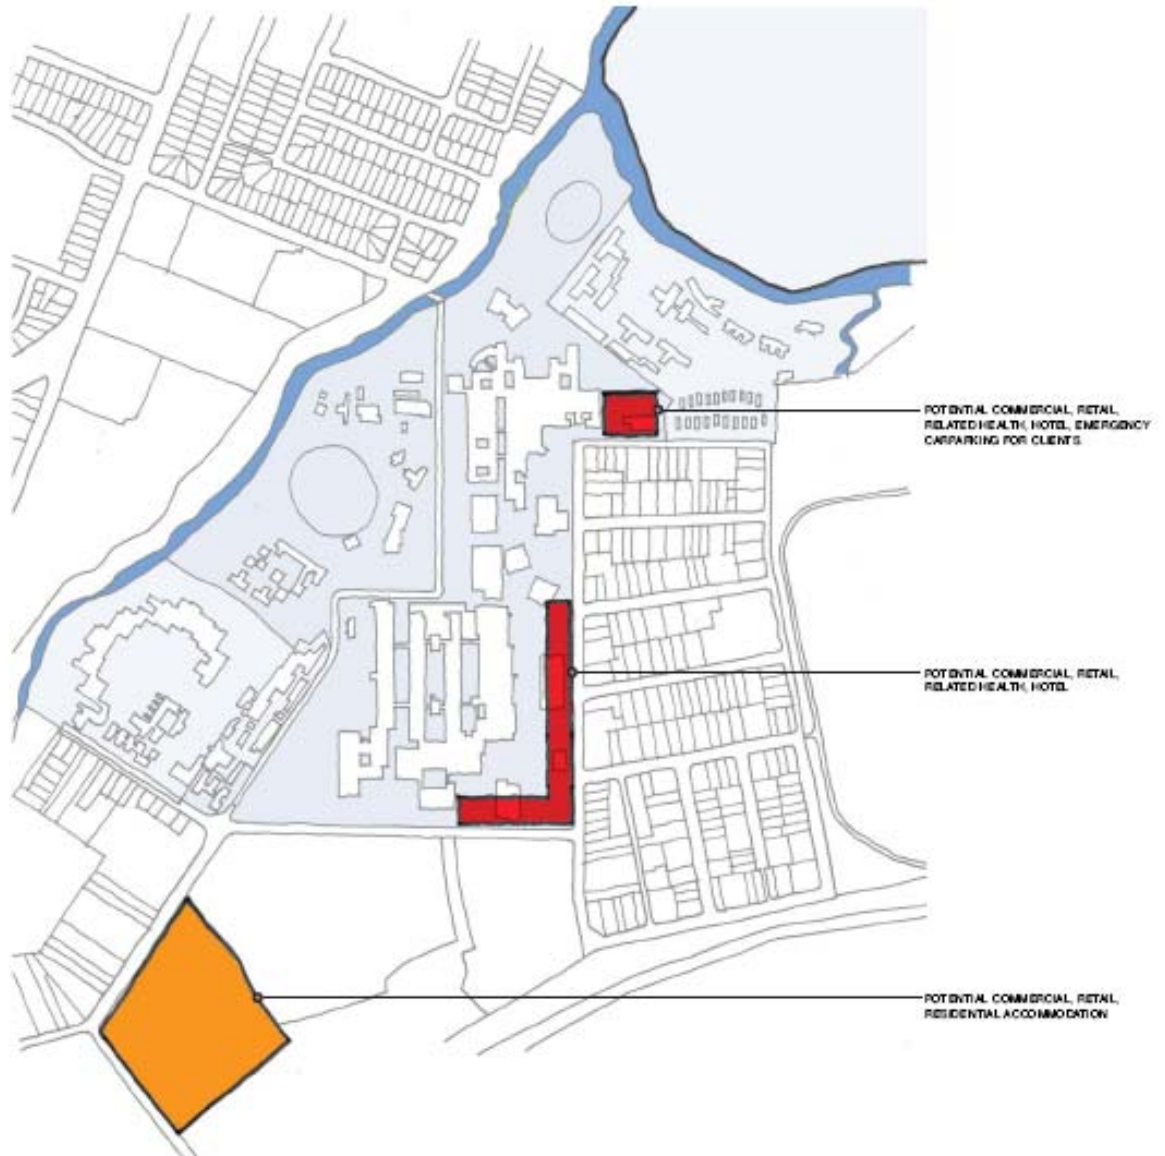 POTENTIAL COMMERCIAL, RETAIL,
RELATED HEALTH, HOTEL, EMERGENCY
CARPARKING FOR CLIENTS
POTENTIAL COMMERCIAL, RETAIL,
RELATED HEALTH, HOTEL
POTENTIAL COMMERCIAL, RETAIL,
RESIDENTIAL ACCOMMODATION